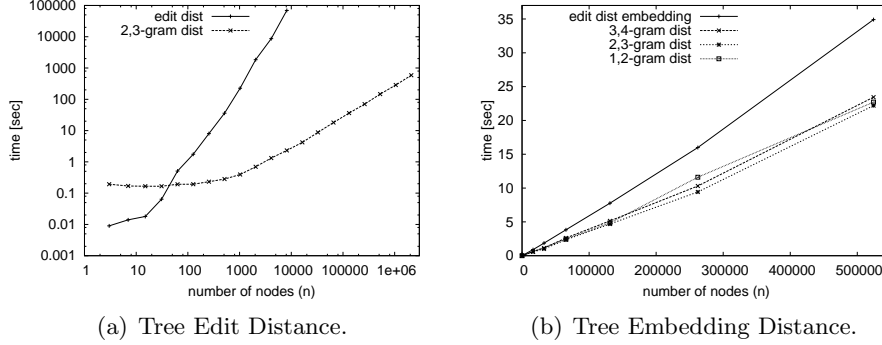 edit dist
2,3-gram dist
100000
10000
1000
100
10
1
0.1
0.01
0.001
time [sec]
1 10 100 1000 10000 100000 1e+06
number of nodes (n)
(a) Tree Edit Distance.
edit dist embedding
3,4-gram dist
2,3-gram dist
1,2-gram dist
35
30
25
20
15
10
5
0
time [sec]
0 100000 200000 300000 400000 500000
number of nodes (n)
(b) Tree Embedding Distance.